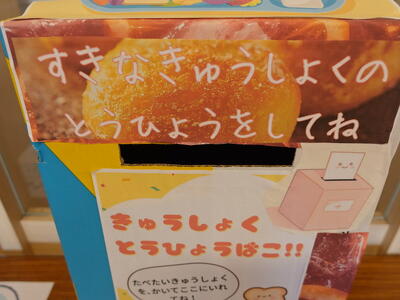 すきなきゅうしょくの
とうひょうをしてね
きゅうしょく
とうひょうばこ!!
たべたいきゅうしょく
を、かいてここにいれ
てね!